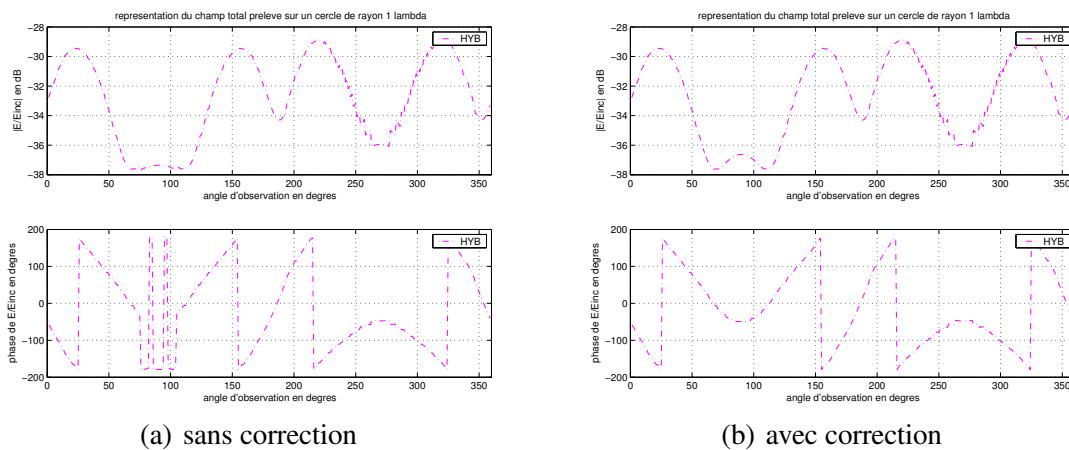 representation du champ total preleve sur un cercle de rayon 1 lambda
HYB
|E/Einc| en dB
−28
−30
−32
−34
−36
−38
0 50 100 150 200 250 300 350
angle d'observation en degres
HYB
phase de E/Einc en degres
200
100
0
−100
−200
0 50 100 150 200 250 300 350
angle d'observation en degres
(a) sans correction
representation du champ total preleve sur un cercle de rayon 1 lambda
HYB
|E/Einc| en dB
−28
−30
−32
−34
−36
−38
0 50 100 150 200 250 300 350
angle d'observation en degres
HYB
phase de E/Einc en degres
200
100
0
−100
−200
0 50 100 150 200 250 300 350
angle d'observation en degres
(b) avec correction